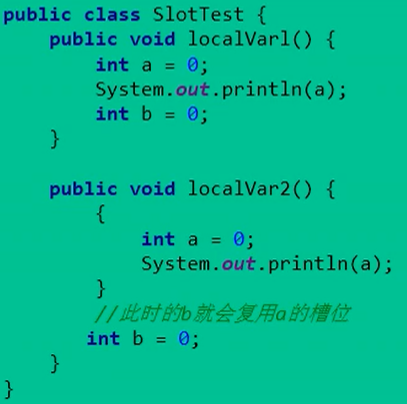 public class SlotTest {
public void localVarl() {
int a = 0;
System.out.println(a);
int b = 0;
}
public void localVar2() {
{
int a = 0;
System.out.println(a);
}
//此时的b就会复用a的槽位
int b = 0;
}
}